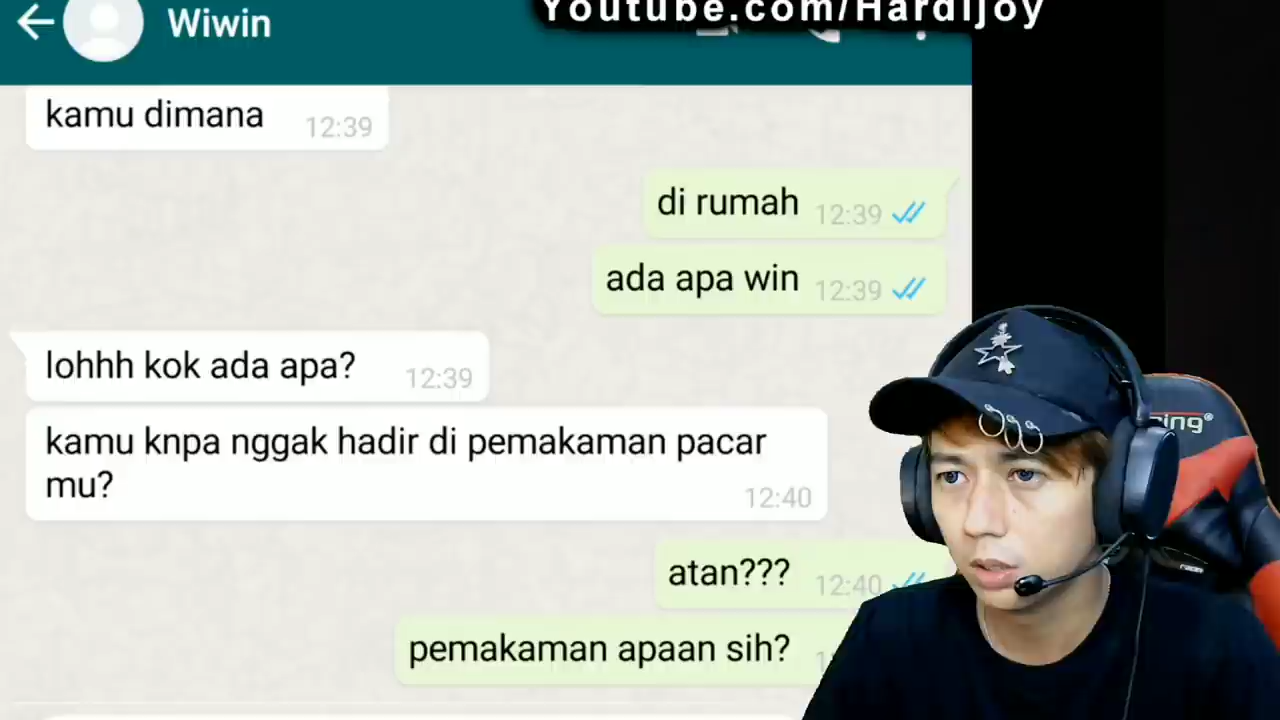 Youtube.com/Hardijoy
Wiwin
kamu dimana 12:39
di rumah 12:39
ada apa win 12:39
lohhh kok ada apa? 12:39
kamu knpa nggak hadir di pemakaman pacar
mu? 12:40
atan??? 12:40
pemakaman apaan sih?